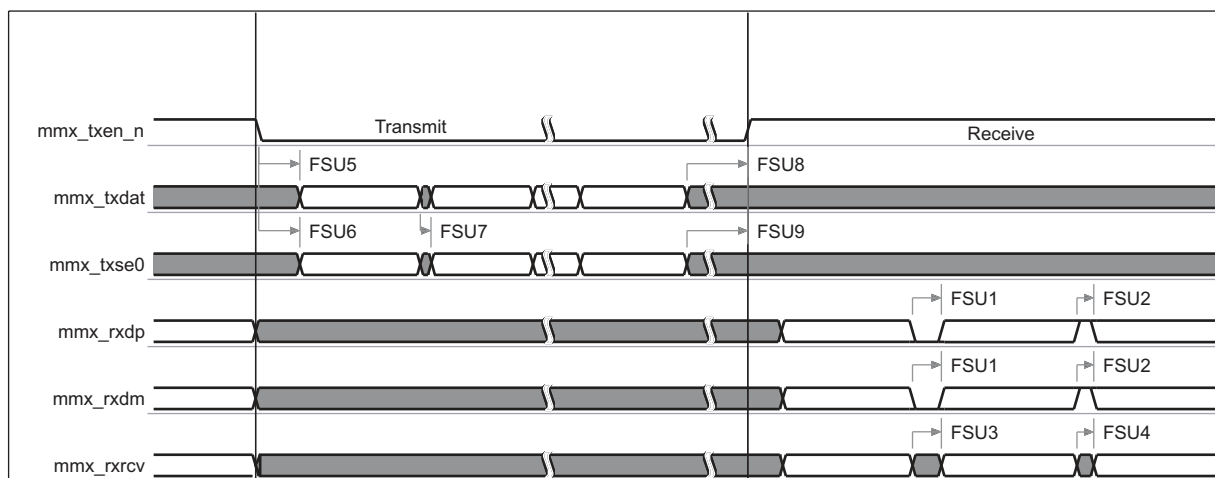 mmx_txen_n
Transmit
Receive
FSU5
FSU8
mmx_txdat
FSU6
FSU7
FSU9
mmx_txse0
FSU1
FSU2
mmx_rxdp
FSU1
FSU2
mmx_rxdm
FSU3
FSU4
mmx_rxrcv